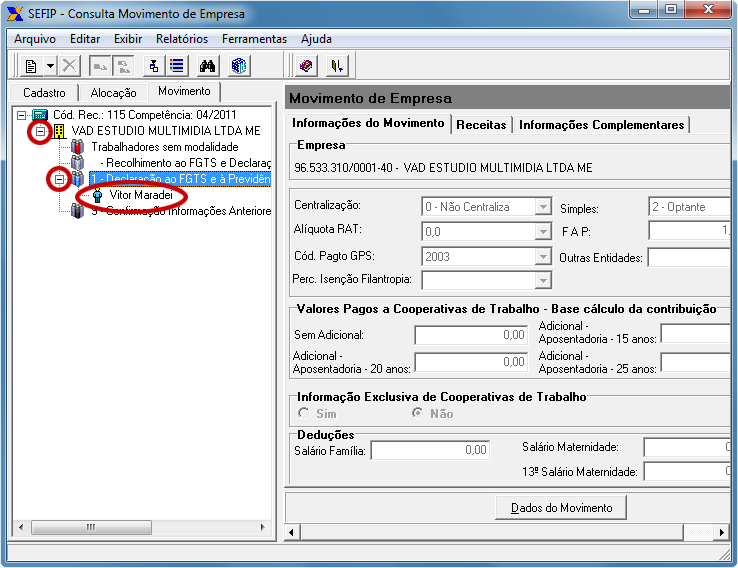 SEFIP - Consulta Movimento de Empresa
Arquivo Editar Exibir Relatórios Ferramentas Ajuda
Cadastro Alocação Movimento
Cód. Rec.: 115 Competência: 04/2011
VAD ESTUDIO MULTIMIDIA LTDA ME
Trabalhadores sem modalidade
- Recolhimento ao FGTS e Declaraç
1 - Declaração ao FGTS e à Previdên
Vitor Maradei
9 - Confirmação Informações Anteriore
Movimento de Empresa
Informações do Movimento Receitas Informações Complementares
Empresa
96.533.310/0001-40 - VAD ESTUDIO MULTIMIDIA LTDA ME
Centralização: 0 - Não Centraliza Simples: 2 - Optante
Alíquota RAT: 0,0 F A P: 1,
Cód. Pagto GPS: 2003 Outras Entidades:
Perc. Isenção Filantropia:
Valores Pagos a Cooperativas de Trabalho - Base cálculo da contribuição
Sem Adicional: 0,00 Adicional -
Aposentadoria - 15 anos:
Adicional -
Aposentadoria - 20 anos: 0,00 Adicional -
Aposentadoria - 25 anos:
Informação Exclusiva de Cooperativas de Trabalho
Sim Não
Deduções
Salário Família: 0,00 Salário Maternidade: 0
13º Salário Maternidade: 0
Dados do Movimento